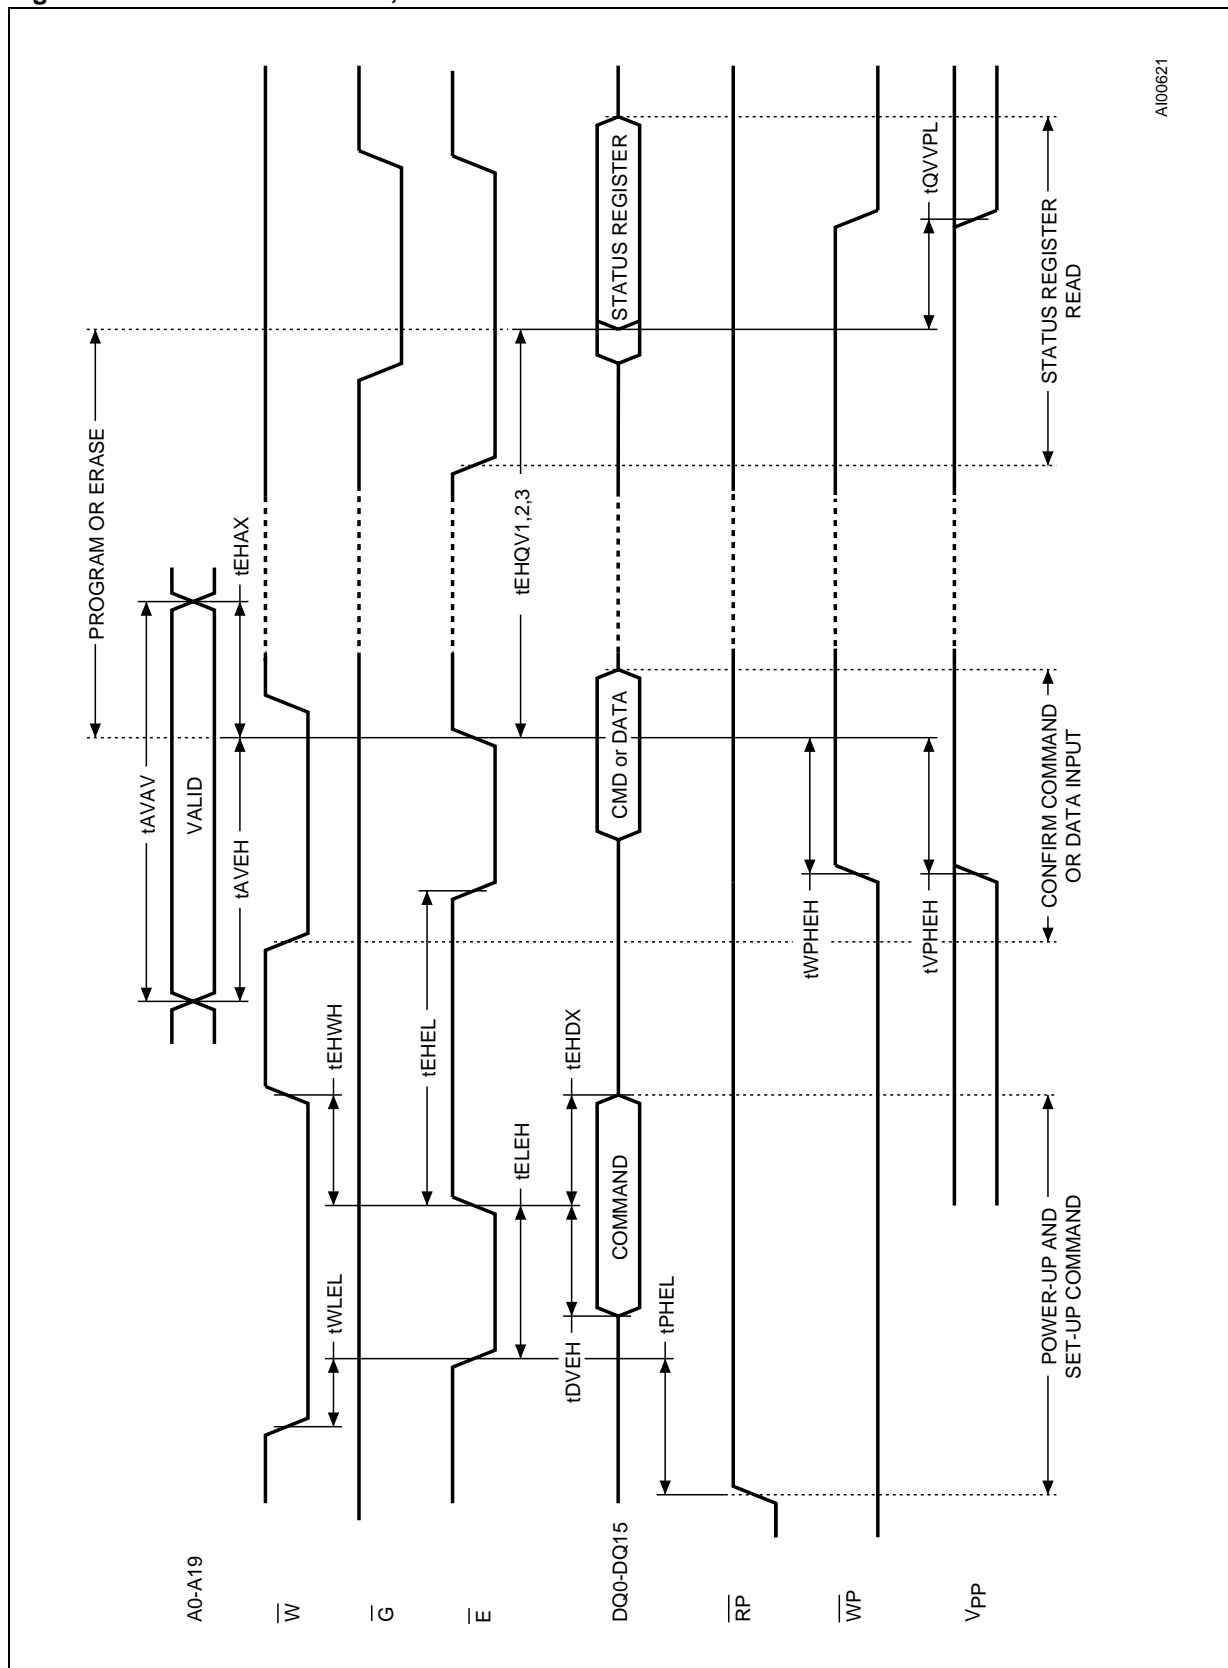 PROGRAM OR ERASE
tAVAV
A0-A19
VALID
tAVEH
tEHAX
W
tWLEL
tEHWH
G
tEHEL
E
tELEH
tEHQV1,2,3
tDVEH
tEHDX
DQ0-DQ15
COMMAND
CMD or DATA
STATUS REGISTER
tPHEL
RP
tWPHEH
WP
tVPHEH
tQVVPL
VPP
POWER-UP AND
SET-UP COMMAND
CONFIRM COMMAND
OR DATA INPUT
STATUS REGISTER
READ
AI00621